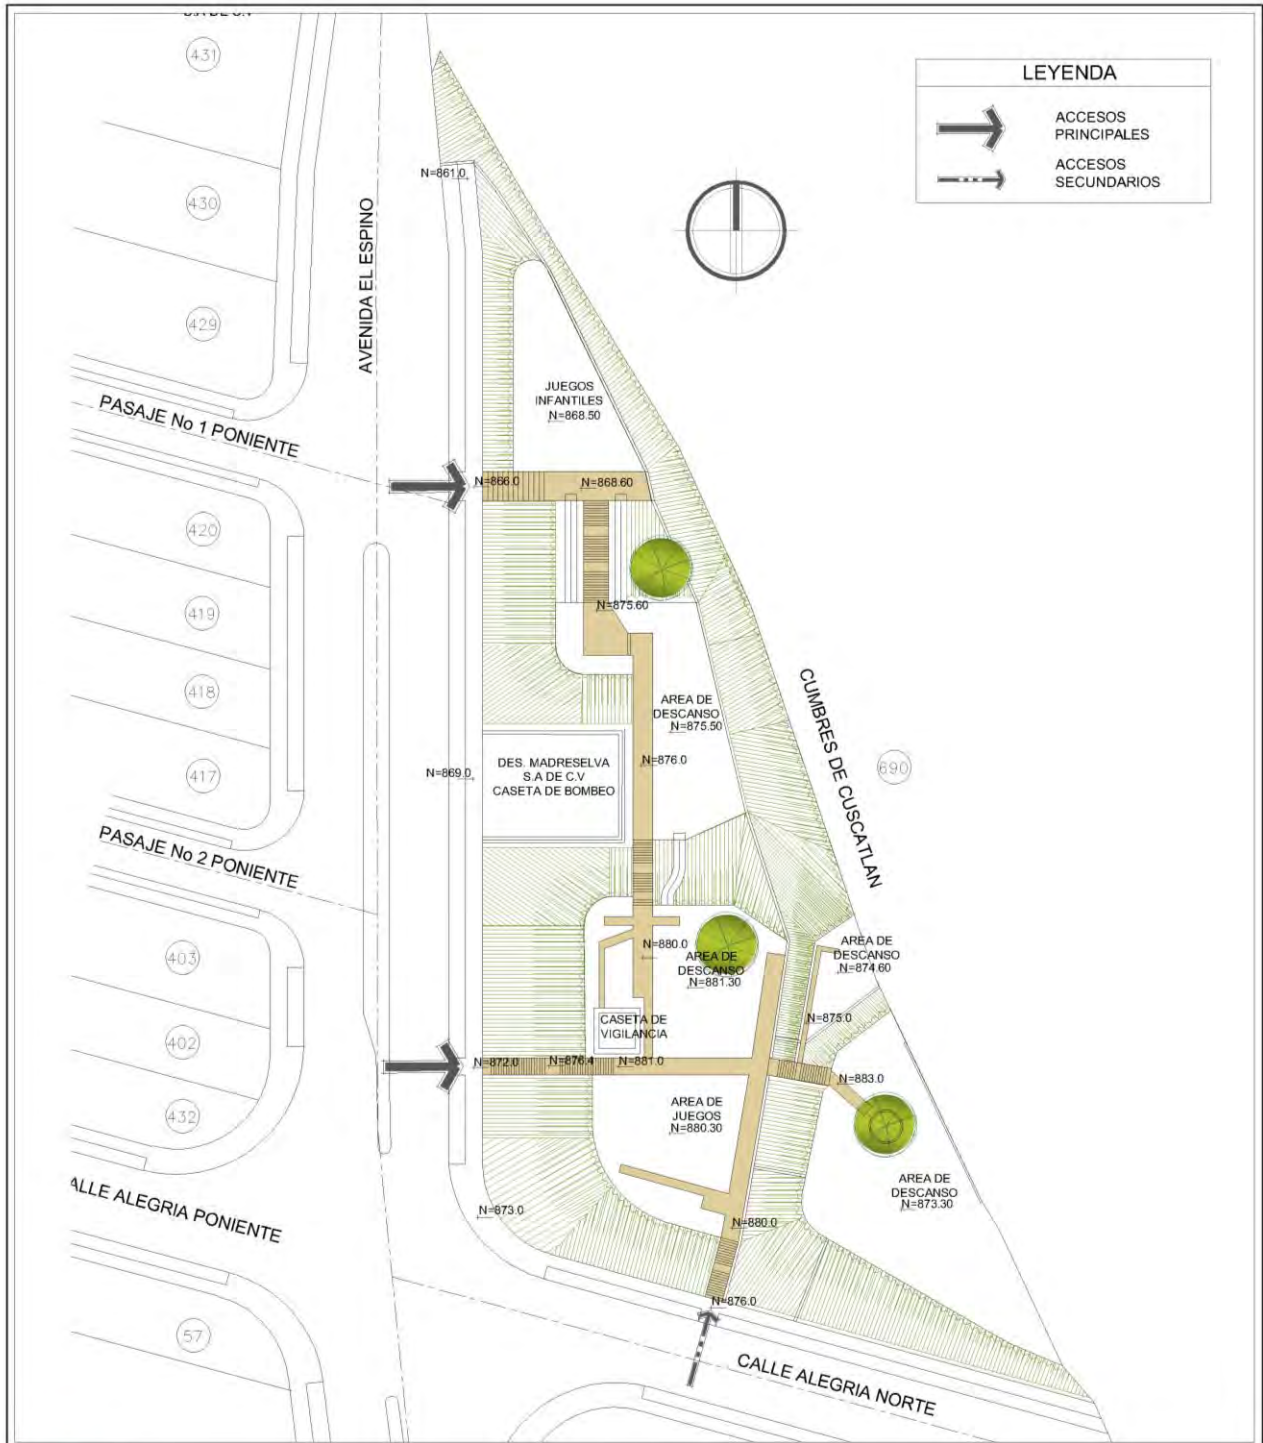 S.A DE C.V
431
LEYENDA
ACCESOS
PRINCIPALES
ACCESOS
SECUNDARIOS
N=861.0
430
AVENIDA EL ESPINO
429
JUEGOS
INFANTILES
N=868.50
PASAJE No 1 PONIENTE
N=866.0
N=868.60
420
N=875.60
419
418
AREA DE
DESCANSO
N=875.50
CUMBRES DE CUSCATLAN
690
417
N=869.0
DES. MADRESELVA
S.A DE C.V
CASETA DE BOMBEO
N=876.0
PASAJE No 2 PONIENTE
403
N=880.0
AREA DE
DESCANSO
N=881.30
AREA DE
DESCANSO
N=874.60
402
CASETA DE
VIGILANCIA
N=875.0
N=872.0
N=876.4
N=881.0
N=883.0
432
AREA DE
JUEGOS
N=880.30
ALLE ALEGRIA PONIENTE
N=873.0
N=880.0
AREA DE
DESCANSO
N=873.30
N=876.0
57
CALLE ALEGRIA NORTE